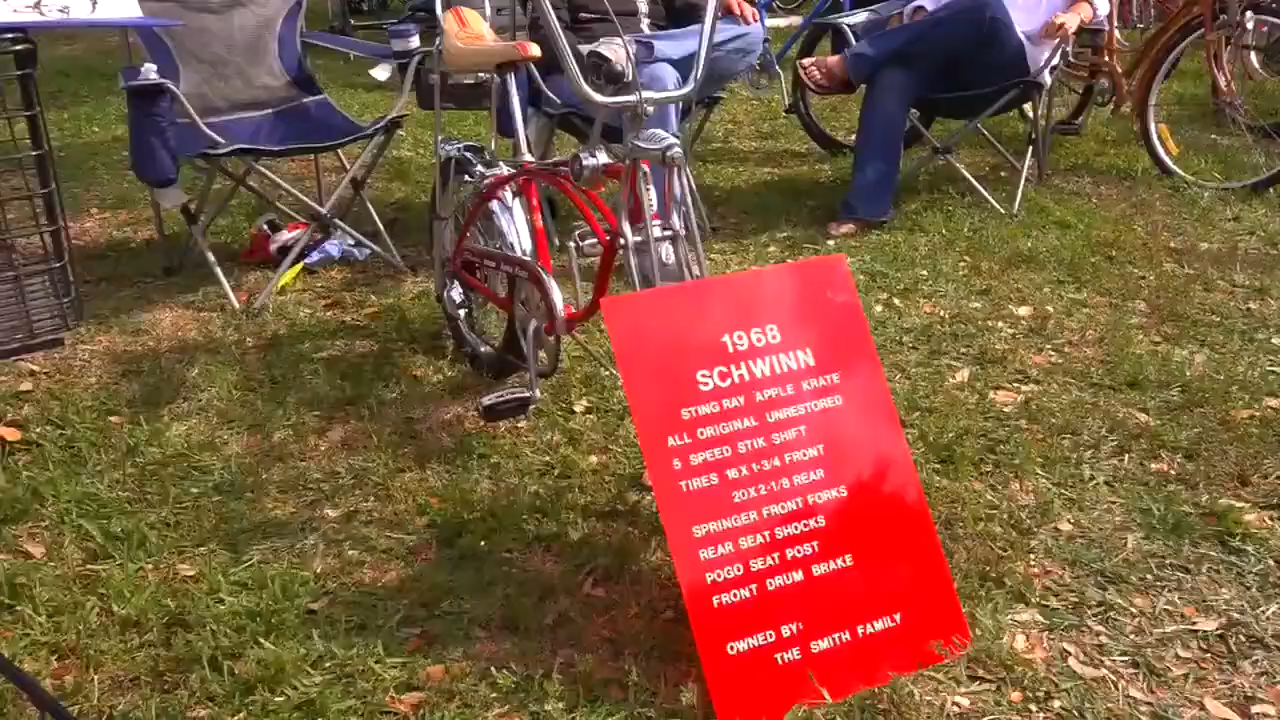 1968
SCHWINN
STING RAY 'APPLE KRATE'
ALL ORIGINAL UNRESTORED
5 SPEED STIK SHIFT
TIRES 16X1-3/4 FRONT
20X2-1/8 REAR
SPRINGER FRONT FORKS
REAR SEAT SHOCKS
POGO SEAT POST
FRONT DRUM BRAKE
OWNED BY:
THE SMITH FAMILY